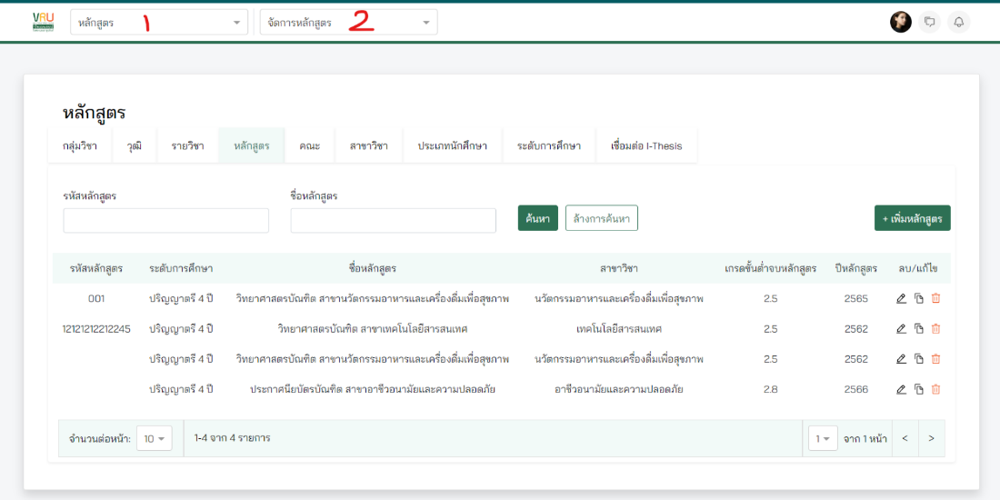 VRU
หลักสูตร 1
จัดการหลักสูตร 2
หลักสูตร
กลุ่มวิชา วุฒิ รายวิชา หลักสูตร คณะ สาขาวิชา ประเภทนักศึกษา ระดับการศึกษา เชื่อมต่อ I-Thesis
รหัสหลักสูตร ชื่อหลักสูตร
ค้นหา ล้างการค้นหา + เพิ่มหลักสูตร
รหัสหลักสูตร ระดับการศึกษา ชื่อหลักสูตร สาขาวิชา เกรดขั้นต่ำจบหลักสูตร ปีหลักสูตร ลบ/แก้ไข
001 ปริญญาตรี 4 ปี วิทยาศาสตรบัณฑิต สาขานวัตกรรมอาหารและเครื่องดื่มเพื่อสุขภาพ นวัตกรรมอาหารและเครื่องดื่มเพื่อสุขภาพ 2.5 2565
12121212212245 ปริญญาตรี 4 ปี วิทยาศาสตรบัณฑิต สาขาเทคโนโลยีสารสนเทศ เทคโนโลยีสารสนเทศ 2.5 2562
ปริญญาตรี 4 ปี วิทยาศาสตรบัณฑิต สาขานวัตกรรมอาหารและเครื่องดื่มเพื่อสุขภาพ นวัตกรรมอาหารและเครื่องดื่มเพื่อสุขภาพ 2.5 2562
ปริญญาตรี 4 ปี ประกาศนียบัตรบัณฑิต สาขาอาชีวอนามัยและความปลอดภัย อาชีวอนามัยและความปลอดภัย 2.8 2566
จำนวนต่อหน้า: 10 1-4 จาก 4 รายการ 1 จาก 1 หน้า < >